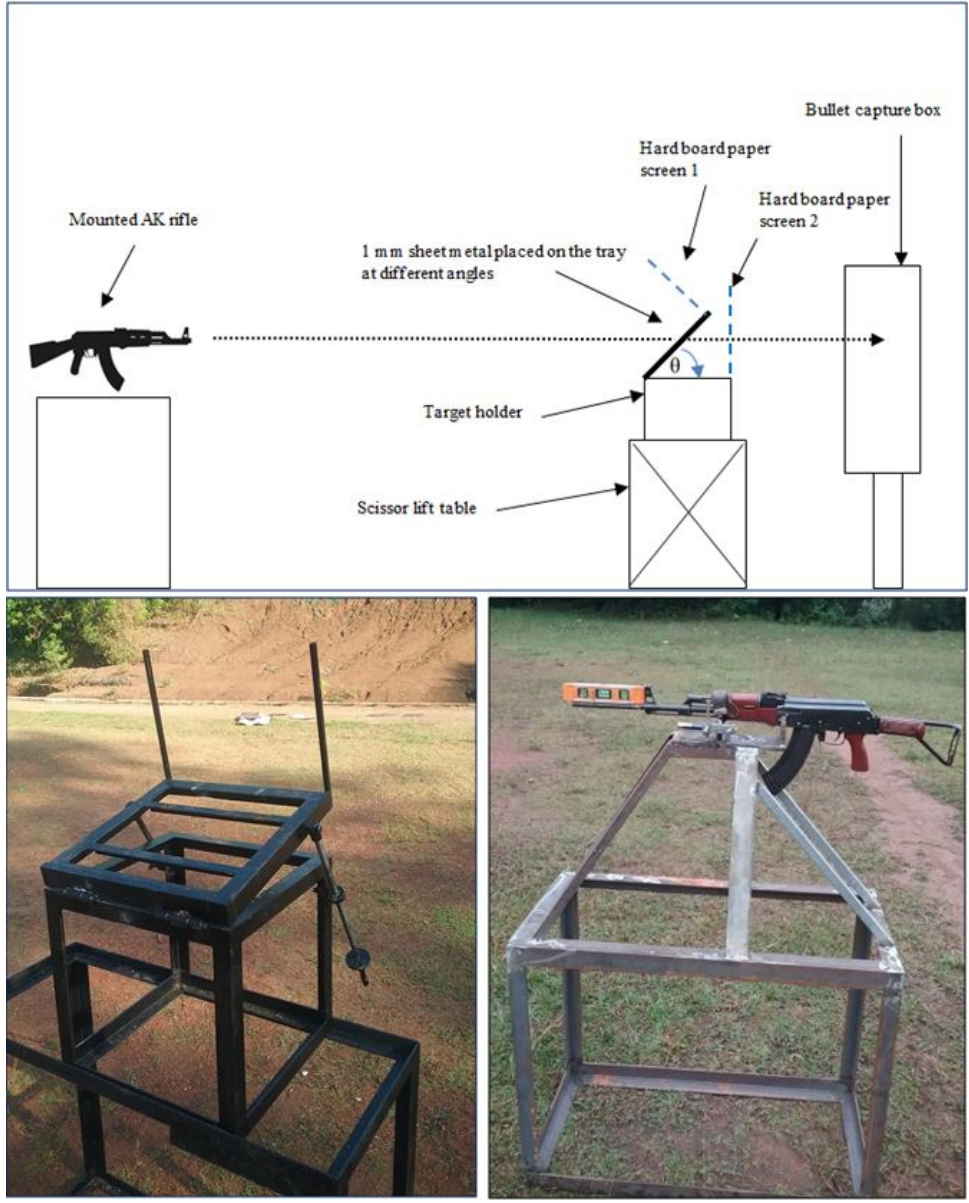 Bullet capture box
Hard board paper
screen 1
Hard board paper
screen 2
Mounted AK rifle
1 mm sheet metal placed on the tray
at different angles
θ
Target holder
Scissor lift table